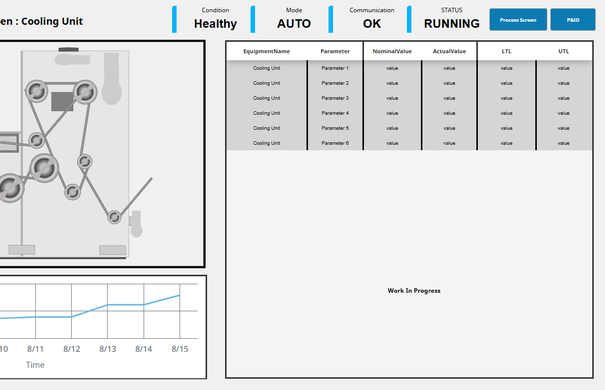 en : Cooling Unit
Condition
Healthy
Mode
AUTO
Communication
OK
STATUS
RUNNING
Process Screen
P&ID
EquipmentName Parameter NominalValue ActualValue LTL UTL
Cooling Unit Parameter 1 value value value value
Cooling Unit Parameter 2 value value value value
Cooling Unit Parameter 3 value value value value
Cooling Unit Parameter 4 value value value value
Cooling Unit Parameter 5 value value value value
Cooling Unit Parameter 6 value value value value
Work In Progress
10 8/11 8/12 8/13 8/14 8/15
Time